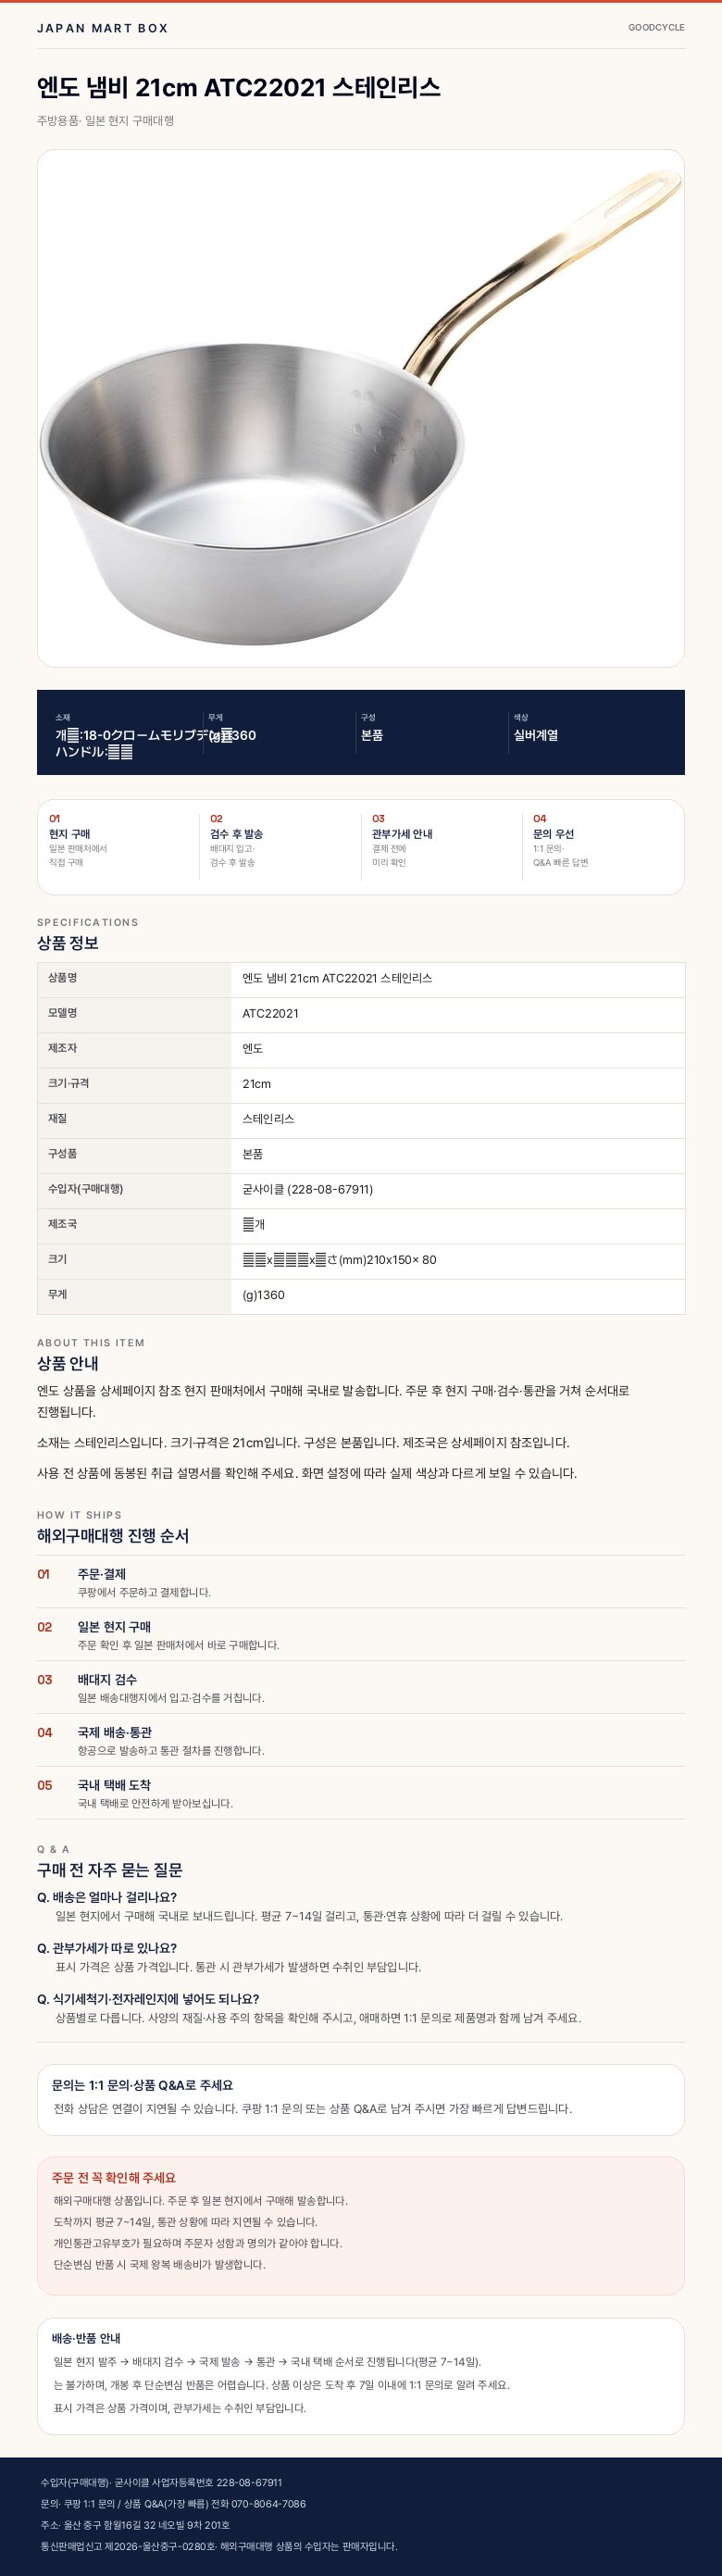 JAPAN MART BOX
GOODCYCLE
엔도 냄비 21cm ATC22021 스테인리스
주방용품· 일본 현지 구매대행
소재
개:18-0クロームモリブデン
ハンドル:
무게
(g)1360
구성
본품
색상
실버계열
01
현지 구매
일본 판매처에서
직접 구매
02
검수 후 발송
배대지 입고·
검수 후 발송
03
관부가세 안내
결제 전에
미리 확인
04
문의 우선
1:1 문의·
Q&A 빠른 답변
SPECIFICATIONS
상품 정보
상품명 엔도 냄비 21cm ATC22021 스테인리스
모델명 ATC22021
제조자 엔도
크기·규격 21cm
재질 스테인리스
구성품 본품
수입자(구매대행) 굳사이클 (228-08-67911)
제조국 개
크기 x x さ(mm)210x150× 80
무게 (g)1360
ABOUT THIS ITEM
상품 안내
엔도 상품을 상세페이지 참조 현지 판매처에서 구매해 국내로 발송합니다. 주문 후 현지 구매·검수·통관을 거쳐 순서대로
진행됩니다.
소재는 스테인리스입니다. 크기·규격은 21cm입니다. 구성은 본품입니다. 제조국은 상세페이지 참조입니다.
사용 전 상품에 동봉된 취급 설명서를 확인해 주세요. 화면 설정에 따라 실제 색상과 다르게 보일 수 있습니다.
HOW IT SHIPS
해외구매대행 진행 순서
01 주문·결제
쿠팡에서 주문하고 결제합니다.
02 일본 현지 구매
주문 확인 후 일본 판매처에서 바로 구매합니다.
03 배대지 검수
일본 배송대행지에서 입고·검수를 거칩니다.
04 국제 배송·통관
항공으로 발송하고 통관 절차를 진행합니다.
05 국내 택배 도착
국내 택배로 안전하게 받아보십니다.
Q & A
구매 전 자주 묻는 질문
Q. 배송은 얼마나 걸리나요?
일본 현지에서 구매해 국내로 보내드립니다. 평균 7~14일 걸리고, 통관·연휴 상황에 따라 더 걸릴 수 있습니다.
Q. 관부가세가 따로 있나요?
표시 가격은 상품 가격입니다. 통관 시 관부가세가 발생하면 수취인 부담입니다.
Q. 식기세척기·전자레인지에 넣어도 되나요?
상품별로 다릅니다. 사양의 재질·사용 주의 항목을 확인해 주시고, 애매하면 1:1 문의로 제품명과 함께 남겨 주세요.
문의는 1:1 문의·상품 Q&A로 주세요
전화 상담은 연결이 지연될 수 있습니다. 쿠팡 1:1 문의 또는 상품 Q&A로 남겨 주시면 가장 빠르게 답변드립니다.
주문 전 꼭 확인해 주세요
해외구매대행 상품입니다. 주문 후 일본 현지에서 구매해 발송합니다.
도착까지 평균 7~14일, 통관 상황에 따라 지연될 수 있습니다.
개인통관고유부호가 필요하며 주문자 성함과 명의가 같아야 합니다.
단순변심 반품 시 국제 왕복 배송비가 발생합니다.
배송·반품 안내
일본 현지 발주 → 배대지 검수 → 국제 발송 → 통관 → 국내 택배 순서로 진행됩니다(평균 7~14일).
는 불가하며, 개봉 후 단순변심 반품은 어렵습니다. 상품 이상은 도착 후 7일 이내에 1:1 문의로 알려 주세요.
표시 가격은 상품 가격이며, 관부가세는 수취인 부담입니다.
수입자(구매대행)· 굳사이클 사업자등록번호 228-08-67911
문의· 쿠팡 1:1 문의 / 상품 Q&A(가장 빠름) 전화 070-8064-7086
주소· 울산 중구 함월16길 32 네오빌 9차 201호
통신판매업신고 제2026-울산중구-0280호· 해외구매대행 상품의 수입자는 판매자입니다.